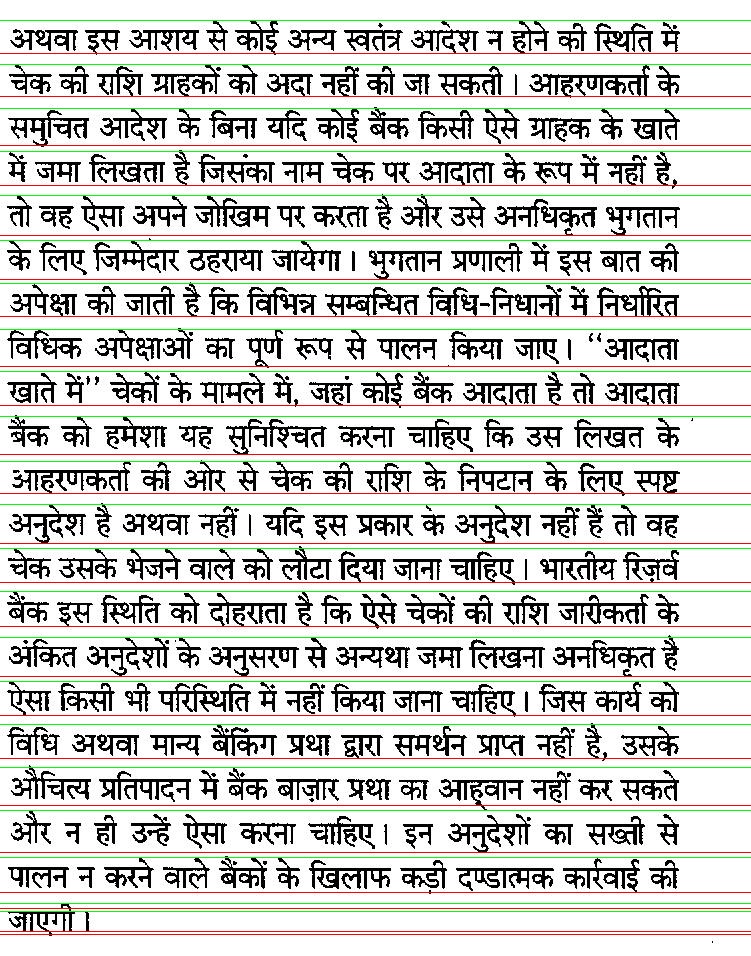 अथवा इस आशय से कोई अन्य स्वतंत्र आदेश न होने की स्थिति में
चेक की राशि ग्राहकों को अदा नहीं की जा सकती । आहरणकर्ता के
समुचित आदेश के बिना यदि कोई बैंक किसी ऐसे ग्राहक के खाते
में जमा लिखता है जिसका नाम चेक पर आदाता के रूप में नहीं है,
तो वह ऐसा अपने जोखिम पर करता है और उसे अनधिकृत भुगतान
के लिए जिम्मेदार ठहराया जायेगा । भुगतान प्रणाली में इस बात की
अपेक्षा की जाती है कि विभिन्न सम्बन्धित विधि-निधानों में निर्धारित
विधिक अपेक्षाओं का पूर्ण रूप से पालन किया जाए । ‘‘आदाता
खाते में’’ चेकों के मामले में, जहां कोई बैंक आदाता है तो आदाता
बैंक को हमेशा यह सुनिश्चित करना चाहिए कि उस लिखत के
आहरणकर्ता की ओर से चेक की राशि के निपटान के लिए स्पष्ट
अनुदेश है अथवा नहीं । यदि इस प्रकार के अनुदेश नहीं हैं तो वह
चेक उसके भेजने वाले को लौटा दिया जाना चाहिए । भारतीय रिज़र्व
बैंक इस स्थिति को दोहराता है कि ऐसे चेकों की राशि जारीकर्ता के
अंकित अनुदेशों के अनुसरण से अन्यथा जमा लिखना अनधिकृत है
ऐसा किसी भी परिस्थिति में नहीं किया जाना चाहिए । जिस कार्य को
विधि अथवा मान्य बैंकिंग प्रथा द्वारा समर्थन प्राप्त नहीं है, उसके
औचित्य प्रतिपादन में बैंक बाज़ार प्रथा का आह्वान नहीं कर सकते
और न ही उन्हें ऐसा करना चाहिए । इन अनुदेशों का सख्ती से
पालन न करने वाले बैंकों के खिलाफ कड़ी दण्डात्मक कार्रवाई की
जाएगी ।